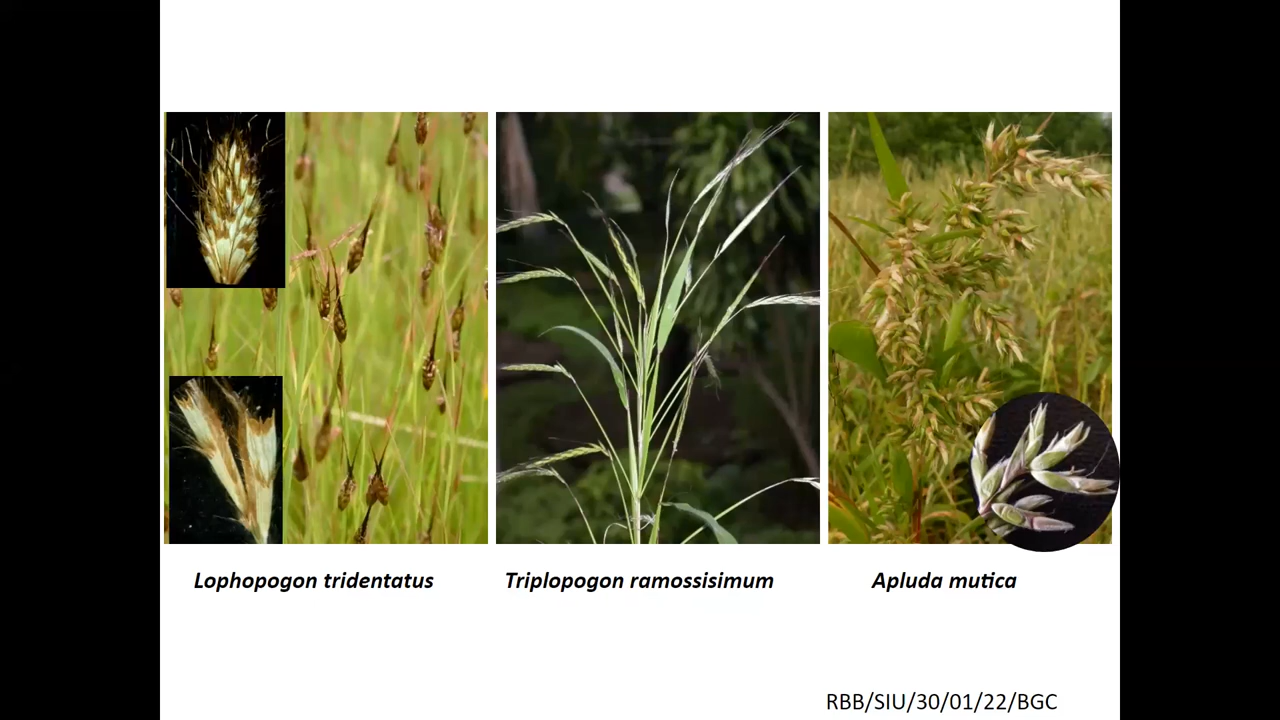 Lophopogon tridentatus
Triplopogon ramossisimum
Apluda mutica
RBB/SIU/30/01/22/BGC